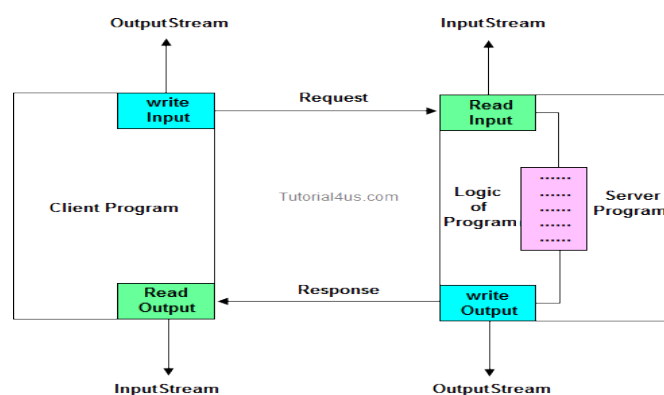 OutputStream
InputStream
write
Input
Request
Read
Input
Client Program
Tutorial4us.com
Logic
of
Program
......
......
......
......
......
Server
Program
Read
Output
Response
write
Output
InputStream
OutputStream